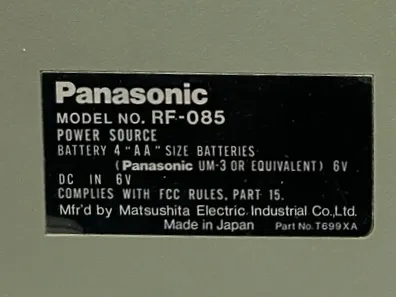 Panasonic
MODEL NO. RF-085
POWER SOURCE
BATTERY 4 "AA" SIZE BATTERIES
(Panasonic UM-3 OR EQUIVALENT) 6V
DC IN 6V
COMPLIES WITH FCC RULES, PART 15.
Mfr'd by Matsushita Electric Industrial Co.,Ltd.
Made in Japan Part No.T699XA